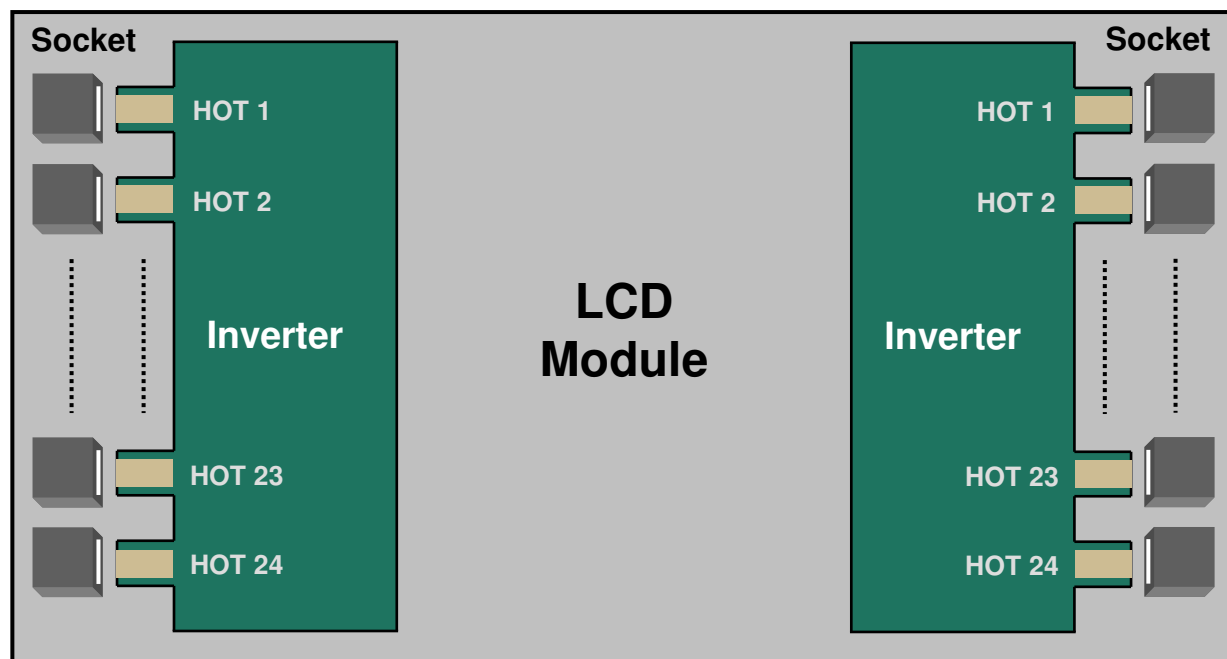 Socket
Socket
HOT 1
HOT 1
HOT 2
HOT 2
Inverter
LCD
Module
Inverter
HOT 23
HOT 23
HOT 24
HOT 24